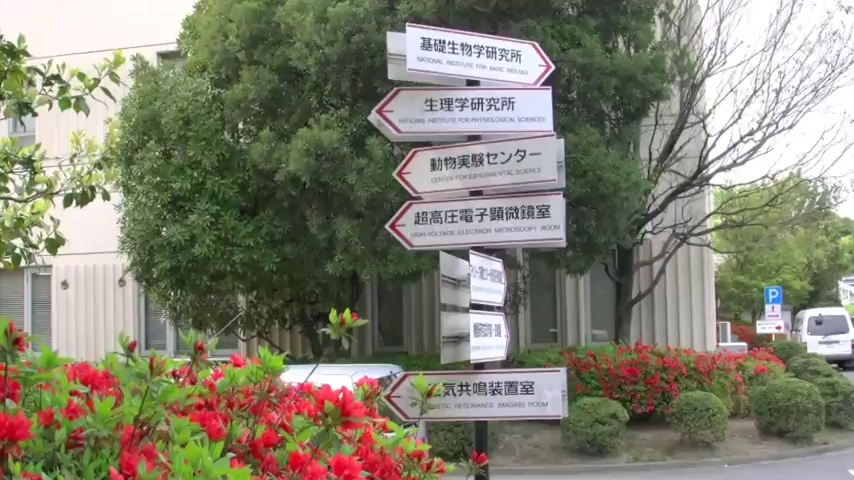 基礎生物学研究所
NATIONAL INSTITUTE FOR BASIC BIOLOGY
生理学研究所
NATIONAL INSTITUTE FOR PHYSIOLOGICAL SCIENCES
動物実験センター
CENTER FOR EXPERIMENTAL SCIENCE
超高圧電子顕微鏡室
HIGH-VOLTAGE ELECTRON MICROSCOPY ROOM
気共鳴装置室
RESONANCE IMAGING ROOM
P